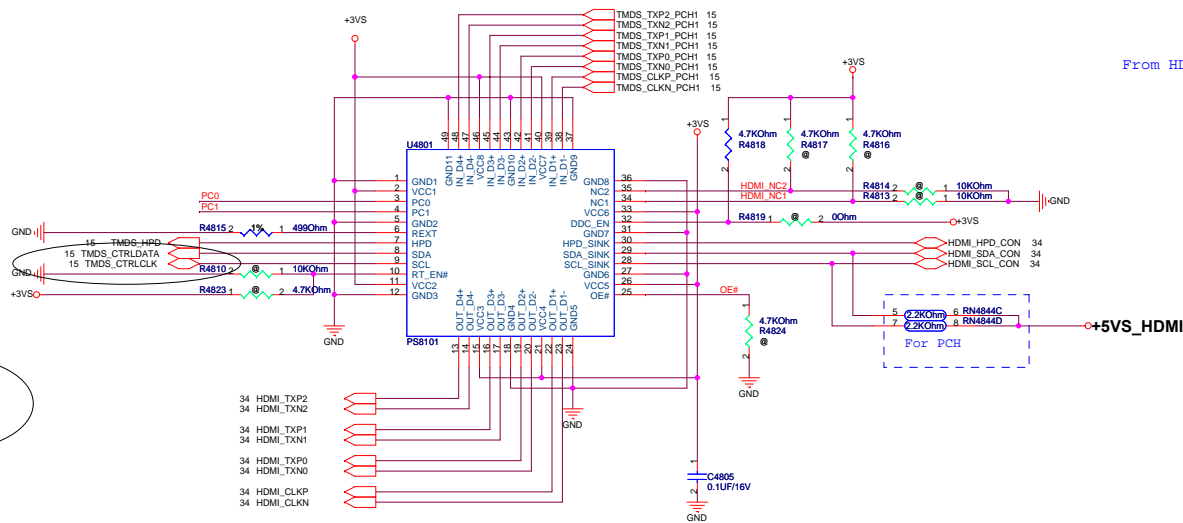 +3VS
TMDS_TXP2_PCH1 15
TMDS_TXN2_PCH1 15
TMDS_TXP1_PCH1 15
TMDS_TXN1_PCH1 15
TMDS_TXP0_PCH1 15
TMDS_TXN0_PCH1 15
TMDS_CLKP_PCH1 15
TMDS_CLKN_PCH1 15
From HD
+3VS
+3VS
49 48 47 46 45 44 43 42 41 40 39 38 37
U4801
GND11 IN_D4+ IN_D4- VCC8 IN_D3+ IN_D3- GND10 IN_D2+ IN_D2- VCC7 IN_D1+ IN_D1- GND9
1 1 1
4.7KOhm 4.7KOhm 4.7KOhm
R4818 R4817 R4816
@ @
2 2 2
1 GND1 GND8 36
2 VCC1 NC2 35 HDMI_NC2 R4814 2 @ 1 10KOhm
PC0 3 PC0 NC1 34 HDMI_NC1 R4813 2 @ 1 10KOhm GND
PC1 4 PC1 VCC6 33
5 GND2 DDC_EN 32 R4819 1 @ 2 0Ohm +3VS
GND R4815 2 1% 1 499Ohm 6 REXT GND7 31
15 TMDS_HPD 7 HPD HPD_SINK 30 HDMI_HPD_CON 34
15 TMDS_CTRLDATA 8 SDA SDA_SINK 29 HDMI_SDA_CON 34
15 TMDS_CTRLCLK 9 SCL SCL_SINK 28 HDMI_SCL_CON 34
GND R4810 2 @ 1 10KOhm 10 RT_EN# GND6 27
11 VCC2 VCC5 26
+3VS R4823 1 @ 2 4.7KOhm 12 GND3 OE# 25 OE#
OUT_D4+ OUT_D4- VCC3 OUT_D3+ OUT_D3- GND4 OUT_D2+ OUT_D2- VCC4 OUT_D1+ OUT_D1- GND5
PS8101
13 14 15 16 17 18 19 20 21 22 23 24
GND
1
4.7KOhm
R4824
@
2
GND
5 2.2KOhm 6 RN4844C
7 2.2KOhm 8 RN4844D
+5VS_HDMI
For PCH
34 HDMI_TXP2
34 HDMI_TXN2
GND
34 HDMI_TXP1
34 HDMI_TXN1
34 HDMI_TXP0
34 HDMI_TXN0
34 HDMI_CLKP
34 HDMI_CLKN
1
C4805
0.1UF/16V
2
GND